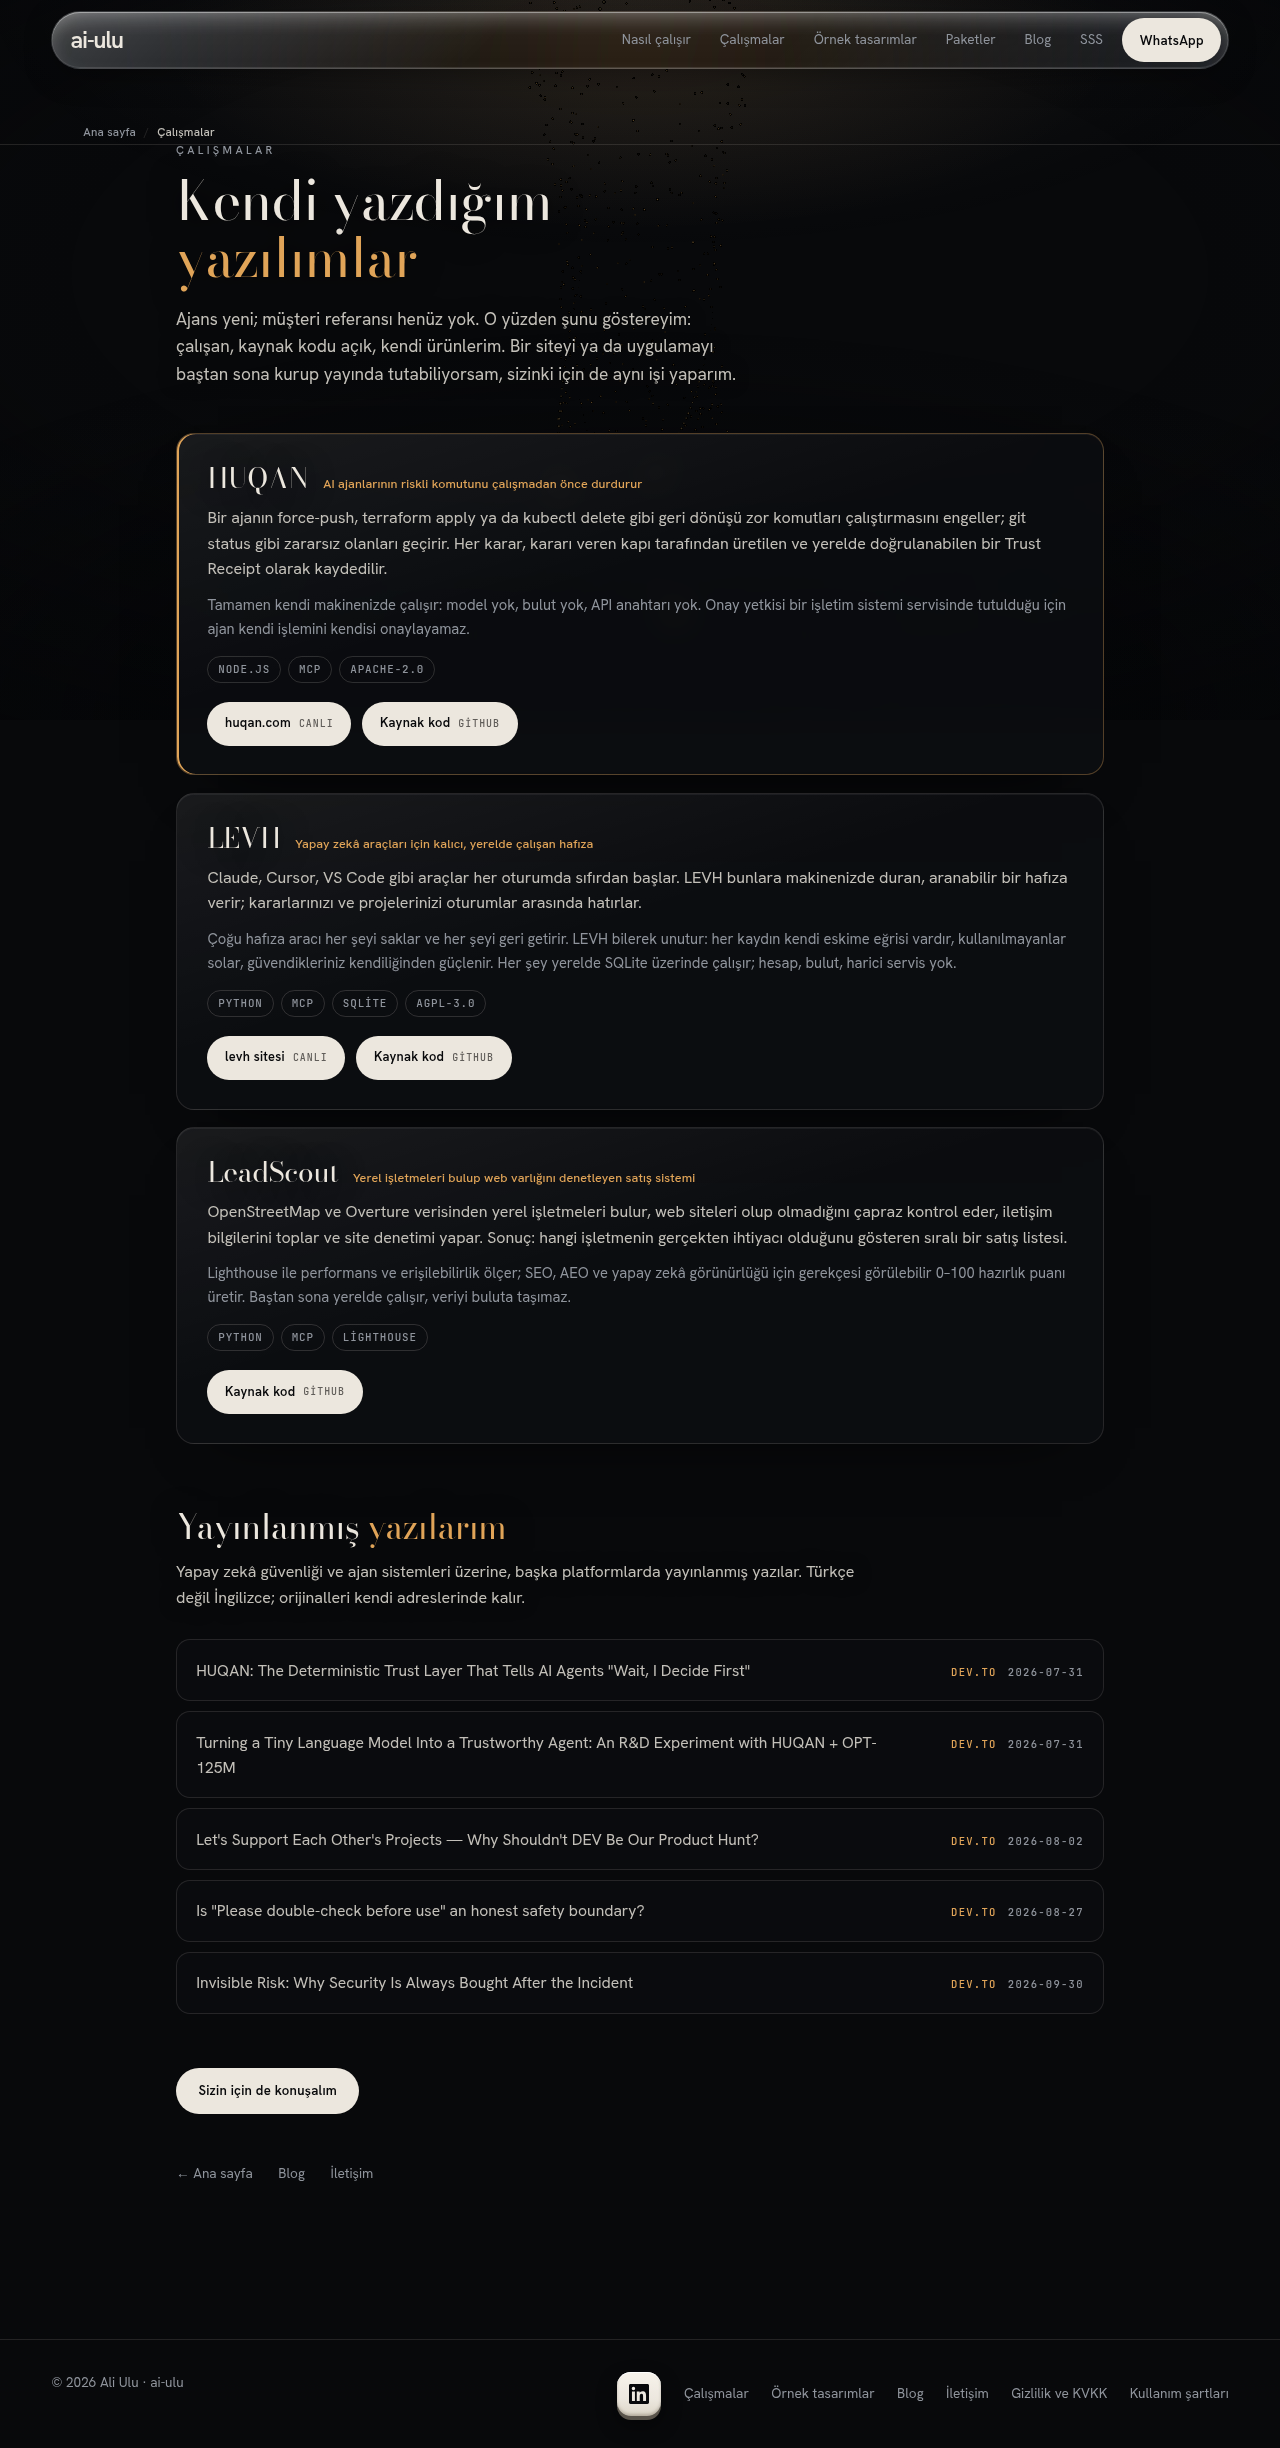 ai-ulu
Nasıl çalışır
Çalışmalar
Örnek tasarımlar
Paketler
Blog
SSS
WhatsApp
Ana sayfa / Çalışmalar
ÇALIŞMALAR
Kendi yazdığım
yazılımlar
Ajans yeni; müşteri referansı henüz yok. O yüzden şunu göstereyim:
çalışan, kaynak kodu açık, kendi ürünlerim. Bir siteyi ya da uygulamayı
baştan sona kurup yayında tutabiliyorsam, sizinki için de aynı işi yaparım.
HUQAN AI ajanlarının riskli komutunu çalışmadan önce durdurur
Bir ajanın force-push, terraform apply ya da kubectl delete gibi geri dönüşü zor komutları çalıştırmasını engeller; git
status gibi zararsız olanları geçirir. Her karar, kararı veren kapı tarafından üretilen ve yerelde doğrulanabilen bir Trust
Receipt olarak kaydedilir.
Tamamen kendi makinenizde çalışır: model yok, bulut yok, API anahtarı yok. Onay yetkisi bir işletim sistemi servisinde tutulduğu için
ajan kendi işlemini kendisi onaylayamaz.
NODE.JS MCP APACHE-2.0
huqan.com CANLI Kaynak kod GİTHUB
LEVH Yapay zekâ araçları için kalıcı, yerelde çalışan hafıza
Claude, Cursor, VS Code gibi araçlar her oturumda sıfırdan başlar. LEVH bunlara makinenizde duran, aranabilir bir hafıza
verir; kararlarınızı ve projelerinizi oturumlar arasında hatırlar.
Çoğu hafıza aracı her şeyi saklar ve her şeyi geri getirir. LEVH bilerek unutur: her kaydın kendi eskime eğrisi vardır, kullanılmayanlar
solar, güvendikleriniz kendiliğinden güçlenir. Her şey yerelde SQLite üzerinde çalışır; hesap, bulut, harici servis yok.
PYTHON MCP SQLİTE AGPL-3.0
levh sitesi CANLI Kaynak kod GİTHUB
LeadScout Yerel işletmeleri bulup web varlığını denetleyen satış sistemi
OpenStreetMap ve Overture verisinden yerel işletmeleri bulur, web siteleri olup olmadığını çapraz kontrol eder, iletişim
bilgilerini toplar ve site denetimi yapar. Sonuç: hangi işletmenin gerçekten ihtiyacı olduğunu gösteren sıralı bir satış listesi.
Lighthouse ile performans ve erişilebilirlik ölçer; SEO, AEO ve yapay zekâ görünürlüğü için gerekçesi görülebilir 0–100 hazırlık puanı
üretir. Baştan sona yerelde çalışır, veriyi buluta taşımaz.
PYTHON MCP LİGHTHOUSE
Kaynak kod GİTHUB
Yayınlanmış yazılarım
Yapay zekâ güvenliği ve ajan sistemleri üzerine, başka platformlarda yayınlanmış yazılar. Türkçe
değil İngilizce; orijinalleri kendi adreslerinde kalır.
HUQAN: The Deterministic Trust Layer That Tells AI Agents "Wait, I Decide First" DEV.TO 2026-07-31
Turning a Tiny Language Model Into a Trustworthy Agent: An R&D Experiment with HUQAN + OPT- DEV.TO 2026-07-31
125M
Let's Support Each Other's Projects — Why Shouldn't DEV Be Our Product Hunt? DEV.TO 2026-08-02
Is "Please double-check before use" an honest safety boundary? DEV.TO 2026-08-27
Invisible Risk: Why Security Is Always Bought After the Incident DEV.TO 2026-09-30
Sizin için de konuşalım
← Ana sayfa Blog İletişim
© 2026 Ali Ulu · ai-ulu
in
Çalışmalar
Örnek tasarımlar
Blog
İletişim
Gizlilik ve KVKK
Kullanım şartları